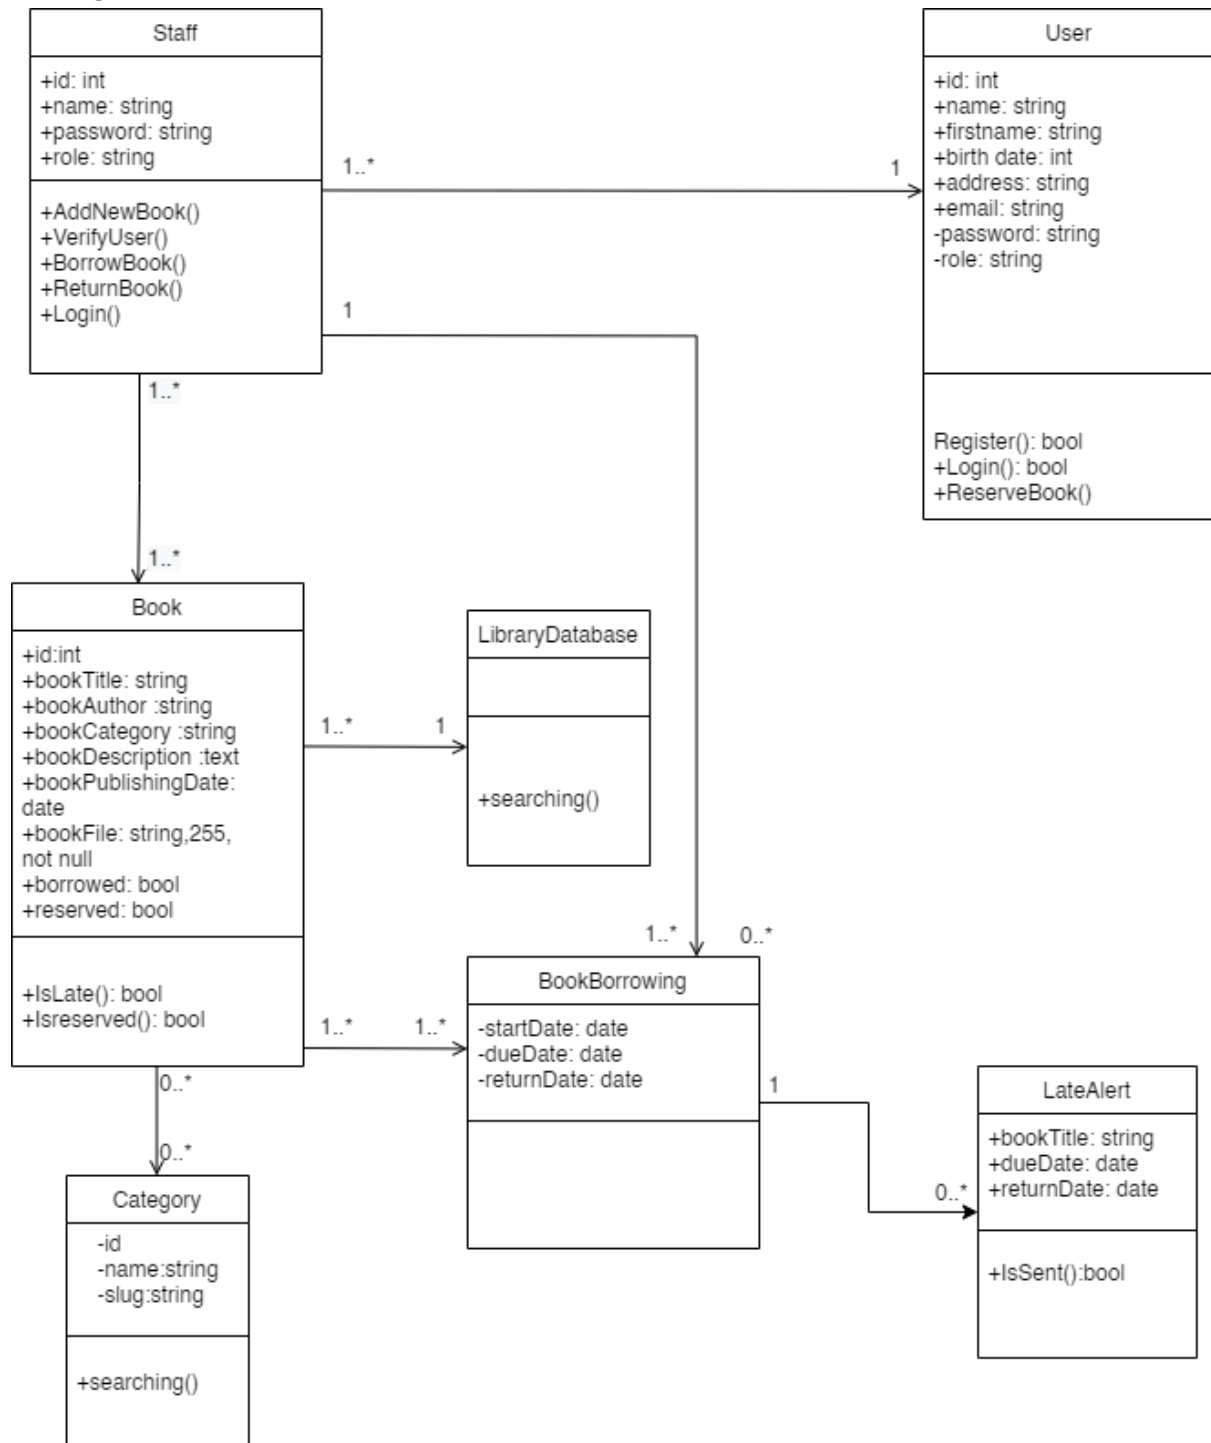 Staff
+id: int
+name: string
+password: string
+role: string
+AddNewBook()
+VerifyUser()
+BorrowBook()
+ReturnBook()
+Login()
User
+id: int
+name: string
+firstname: string
+birth date: int
+address: string
+email: string
-password: string
-role: string
Register(): bool
+Login(): bool
+ReserveBook()
1..*
1
1
1..*
1..*
Book
+id:int
+bookTitle: string
+bookAuthor :string
+bookCategory :string
+bookDescription :text
+bookPublishingDate:
date
+bookFile: string,255,
not null
+borrowed: bool
+reserved: bool
+IsLate(): bool
+Isreserved(): bool
1..*
1
LibraryDatabase
+searching()
1..*
0..*
1..*
1..*
BookBorrowing
-startDate: date
-dueDate: date
-returnDate: date
1
0..*
LateAlert
+bookTitle: string
+dueDate: date
+returnDate: date
+IsSent():bool
0..*
0..*
Category
-id
-name:string
-slug:string
+searching()